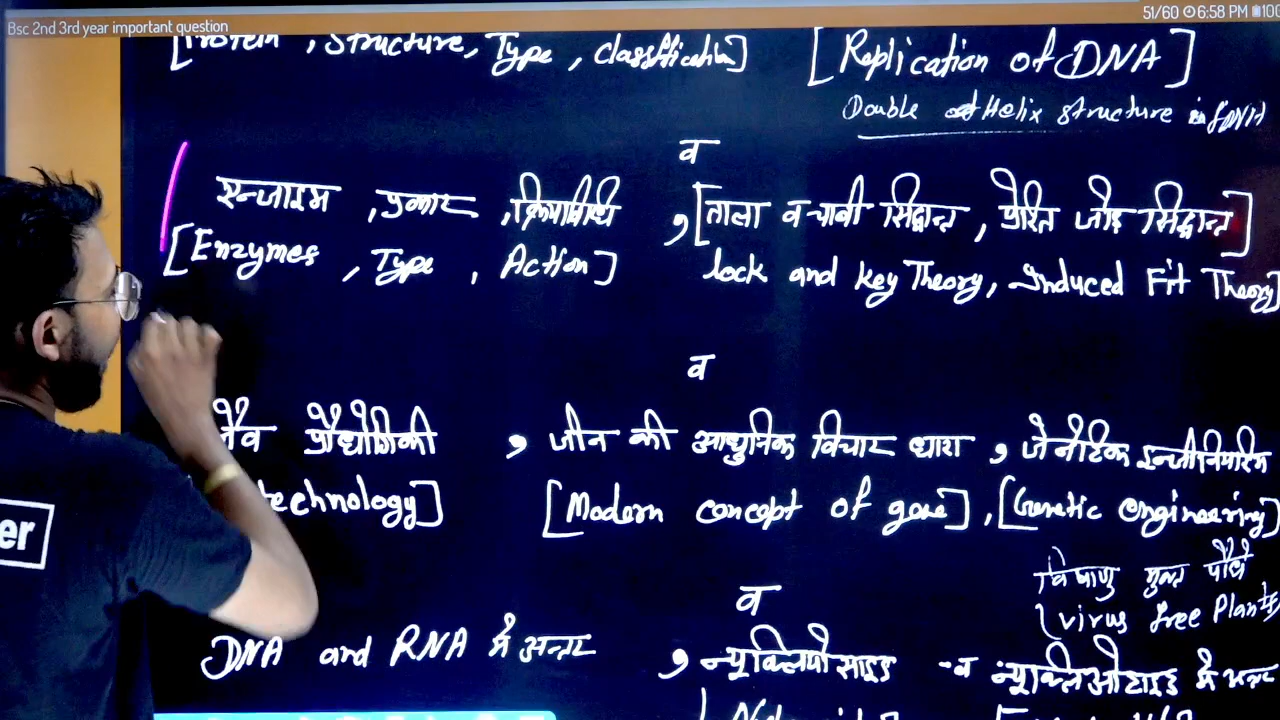 Bsc 2nd 3rd year important question
51/60 6:58 PM 100
[Protein , Structure, Type , classification] [Replication of DNA]
Double Helix structure of DNA
व
एन्जाइम , प्रकार , क्रियाविधि , [ताला व चाबी सिद्धान्त , प्रेरित जोड़ सिद्धान्त]
[Enzymes , Type , Action] lock and key Theory, Induced Fit Theory]
व
जैव प्रौद्योगिकी , जीन की आधुनिक विचार धारा , जेनेटिक इन्जीनियरिंग
technology] [Modern concept of gene] , [Genetic engineering]
विषाणु मुक्त पौधे
(virus free Plants
व
DNA and RNA में अन्तर , न्यूक्लियोसाइड - व न्यूक्लिओटाइड में अन्तर
er